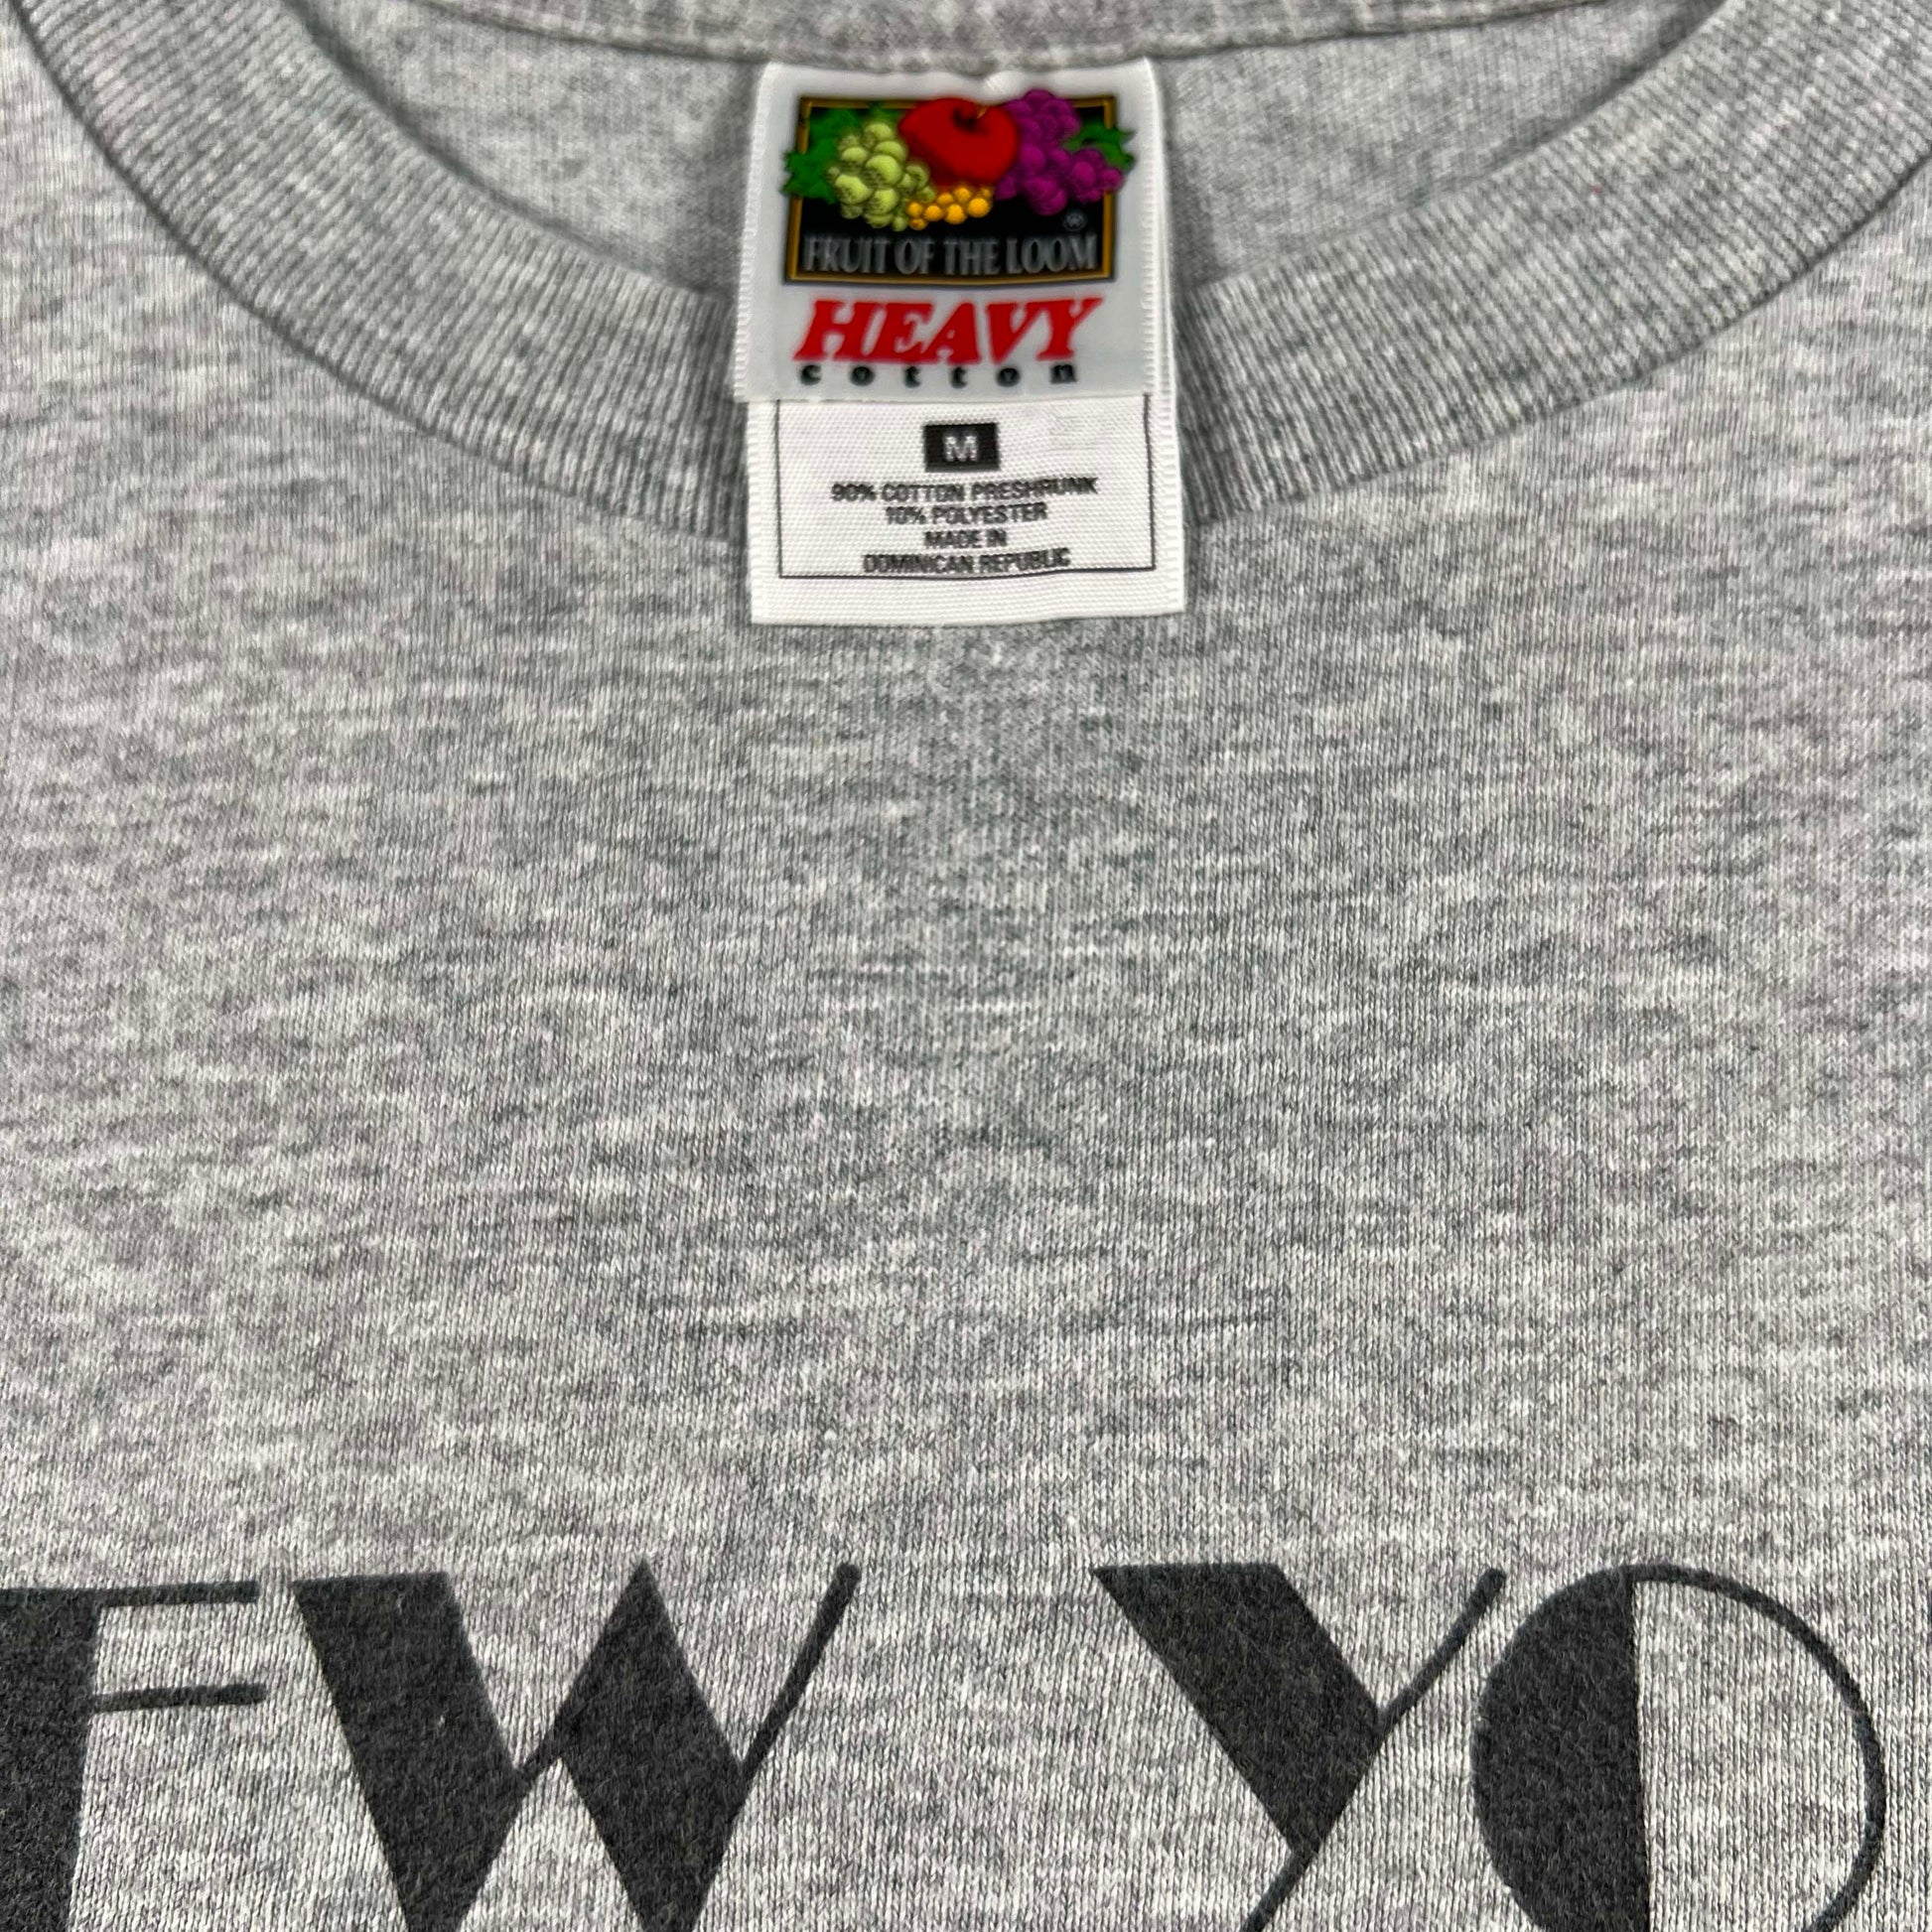 ®
FRUIT OF THE LOOM
HEAVY
cotton
M
90% COTTON PRESHRUNK
10% POLYESTER
MADE IN
DOMINICAN REPUBLIC
EW YO